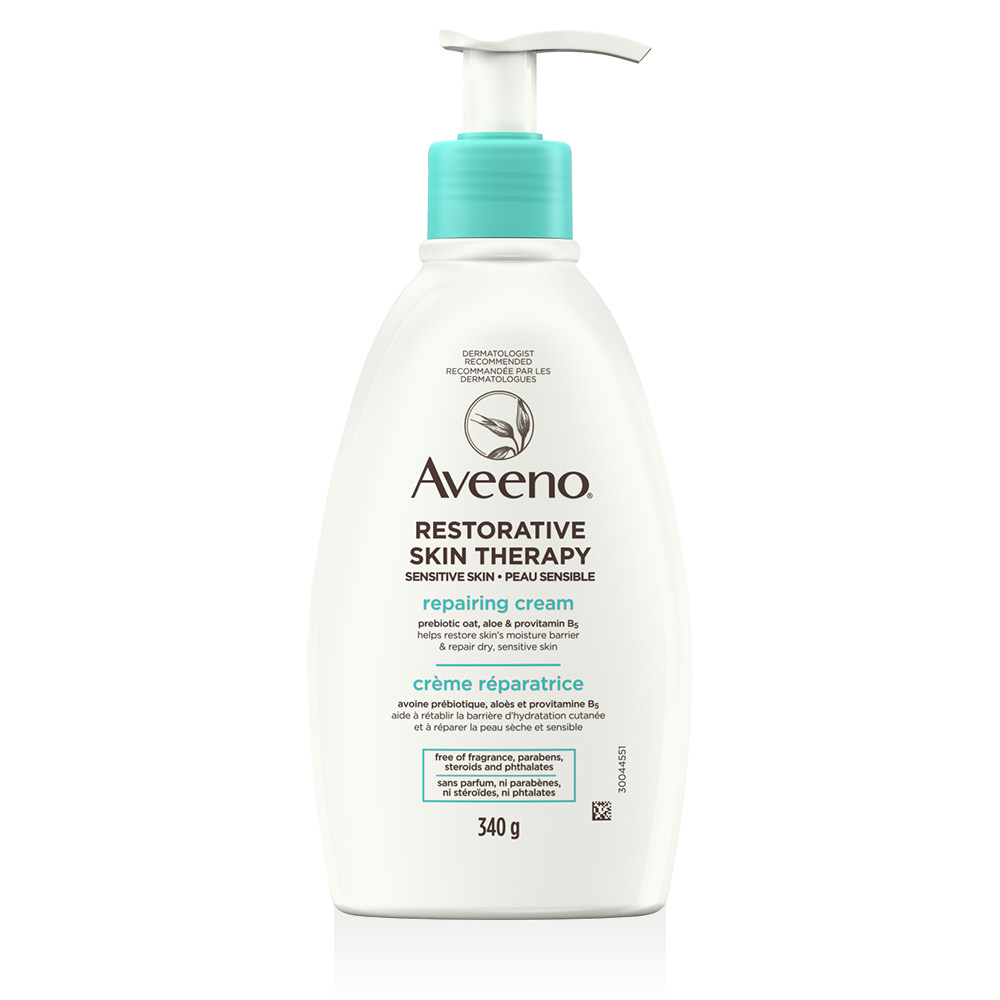 DERMATOLOGIST
RECOMMENDED
RECOMMANDÉE PAR LES
DERMATOLOGUES
Aveeno®
RESTORATIVE
SKIN THERAPY
SENSITIVE SKIN • PEAU SENSIBLE
repairing cream
prebiotic oat, aloe & provitamin B5
helps restore skin's moisture barrier
& repair dry, sensitive skin
crème réparatrice
avoine prébiotique, aloès et provitamine B5
aide à rétablir la barrière d'hydratation cutanée
et à réparer la peau sèche et sensible
free of fragrance, parabens,
steroids and phthalates
sans parfum, ni parabènes,
ni stéroïdes, ni phtalates
30044551
340 g